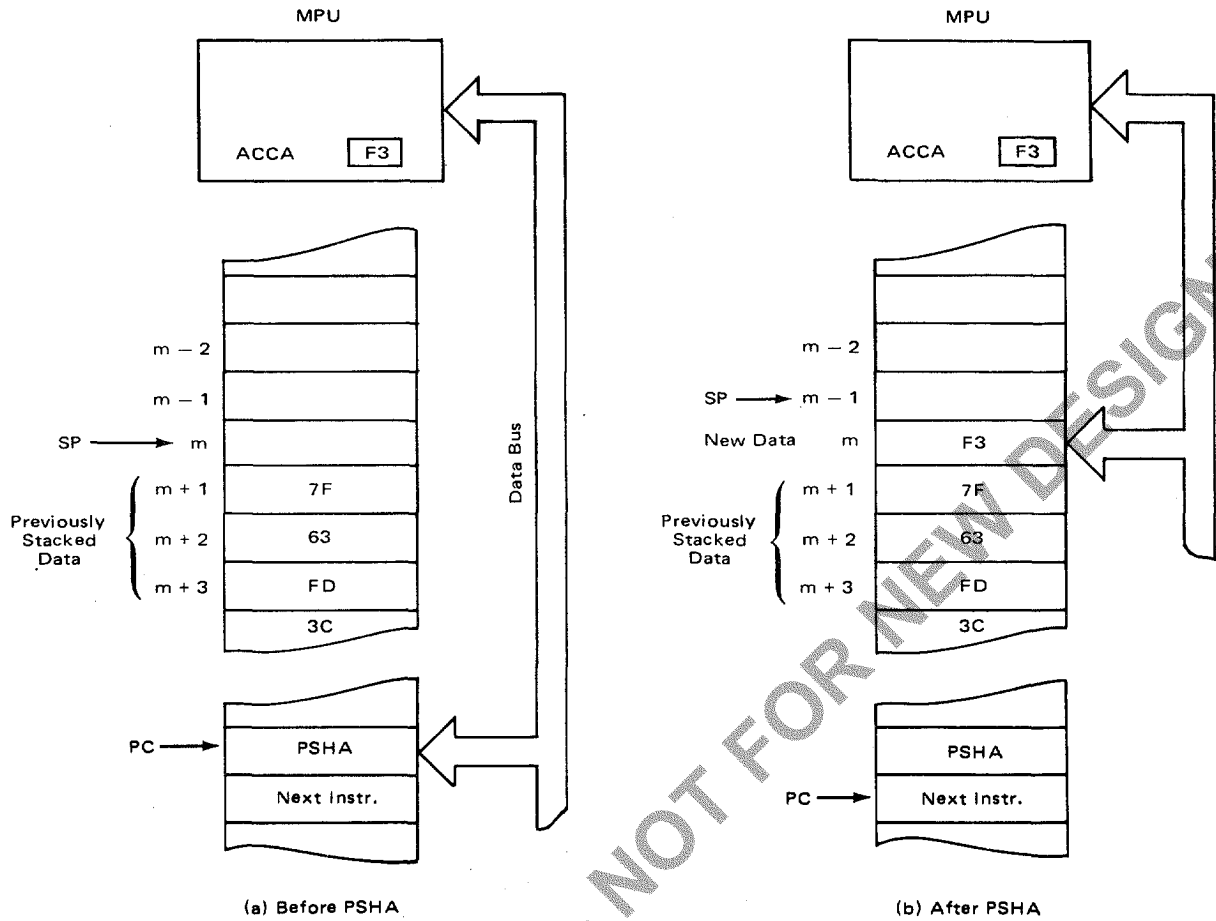 MPU
ACCA
F3
m – 2
m – 1
SP
m
Previously
Stacked
Data
m + 1
7F
m + 2
63
m + 3
FD
3C
Data Bus
PC
PSHA
Next Instr.
(a) Before PSHA
MPU
ACCA
F3
m – 2
SP
m – 1
New Data
m
F3
Previously
Stacked
Data
m + 1
7F
m + 2
63
m + 3
FD
3C
PSHA
PC
Next Instr.
(b) After PSHA
NOT FOR NEW DESIGN